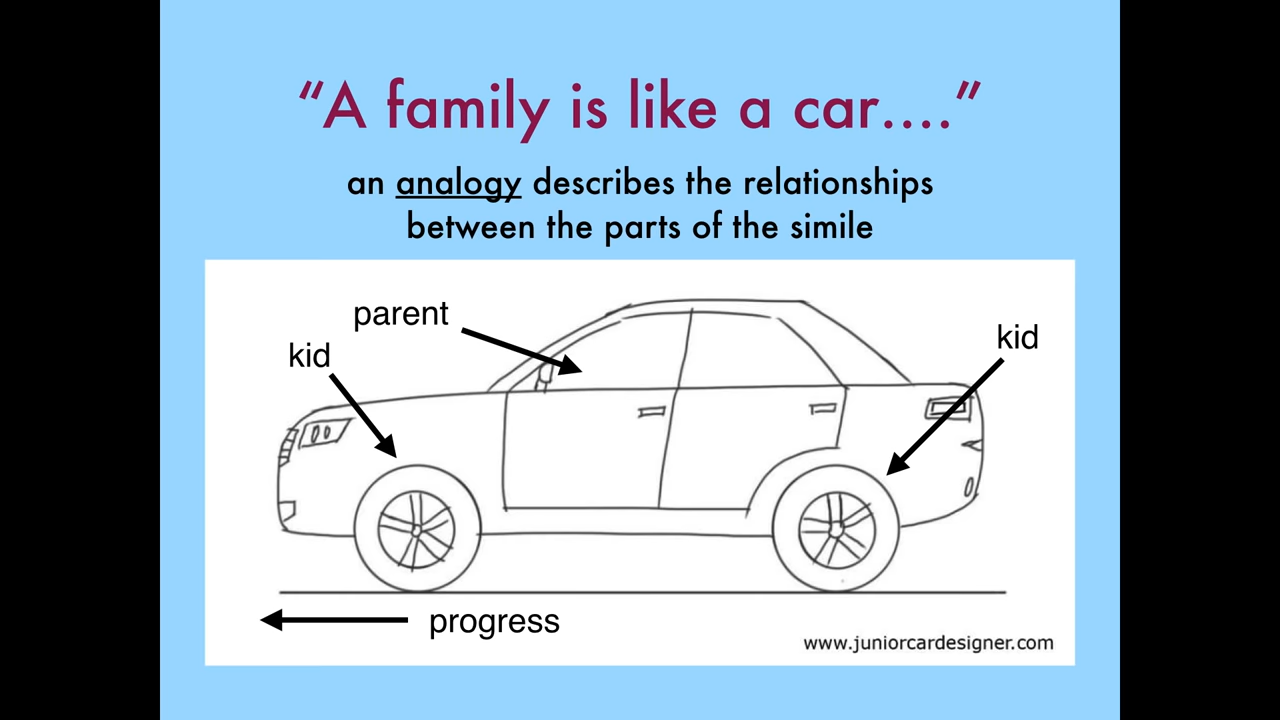 “A family is like a car....”
an analogy describes the relationships
between the parts of the simile
parent
kid
kid
progress
www.juniorcardesigner.com